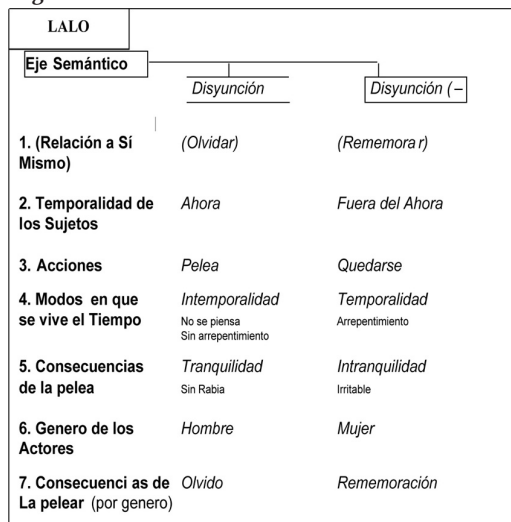 LALO
Eje Semántico
Disyunción Disyunción (–
1. (Relación a Sí (Olvidar) (Rememora r)
Mismo)
2. Temporalidad de Ahora Fuera del Ahora
los Sujetos
3. Acciones Pelea Quedarse
4. Modos en que Intemporalidad Temporalidad
se vive el Tiempo No se piensa Arrepentimiento
Sin arrepentimiento
5. Consecuencias Tranquilidad Intranquilidad
de la pelea Sin Rabia Irritable
6. Genero de los Hombre Mujer
Actores
7. Consecuenci as de Olvido Rememoración
La pelear (por genero)